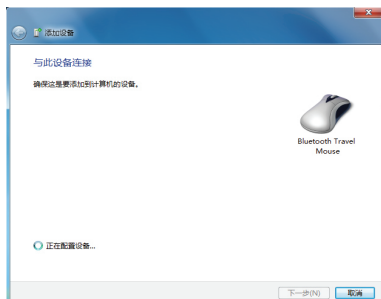 添加设备
与此设备连接
确保这是要添加到计算机的设备。
Bluetooth Travel
Mouse
正在配置设备...
下一步(N)
取消